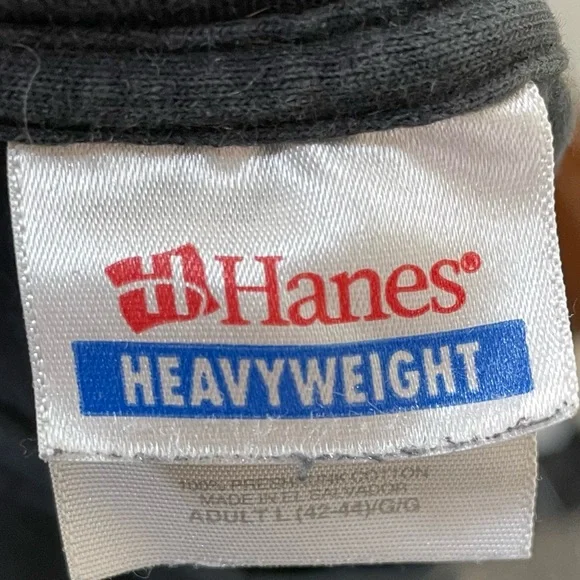 Hanes®
HEAVYWEIGHT
100% PRESHRUNK COTTON
MADE IN EL SALVADOR
ADULT L (42-44)/G/G